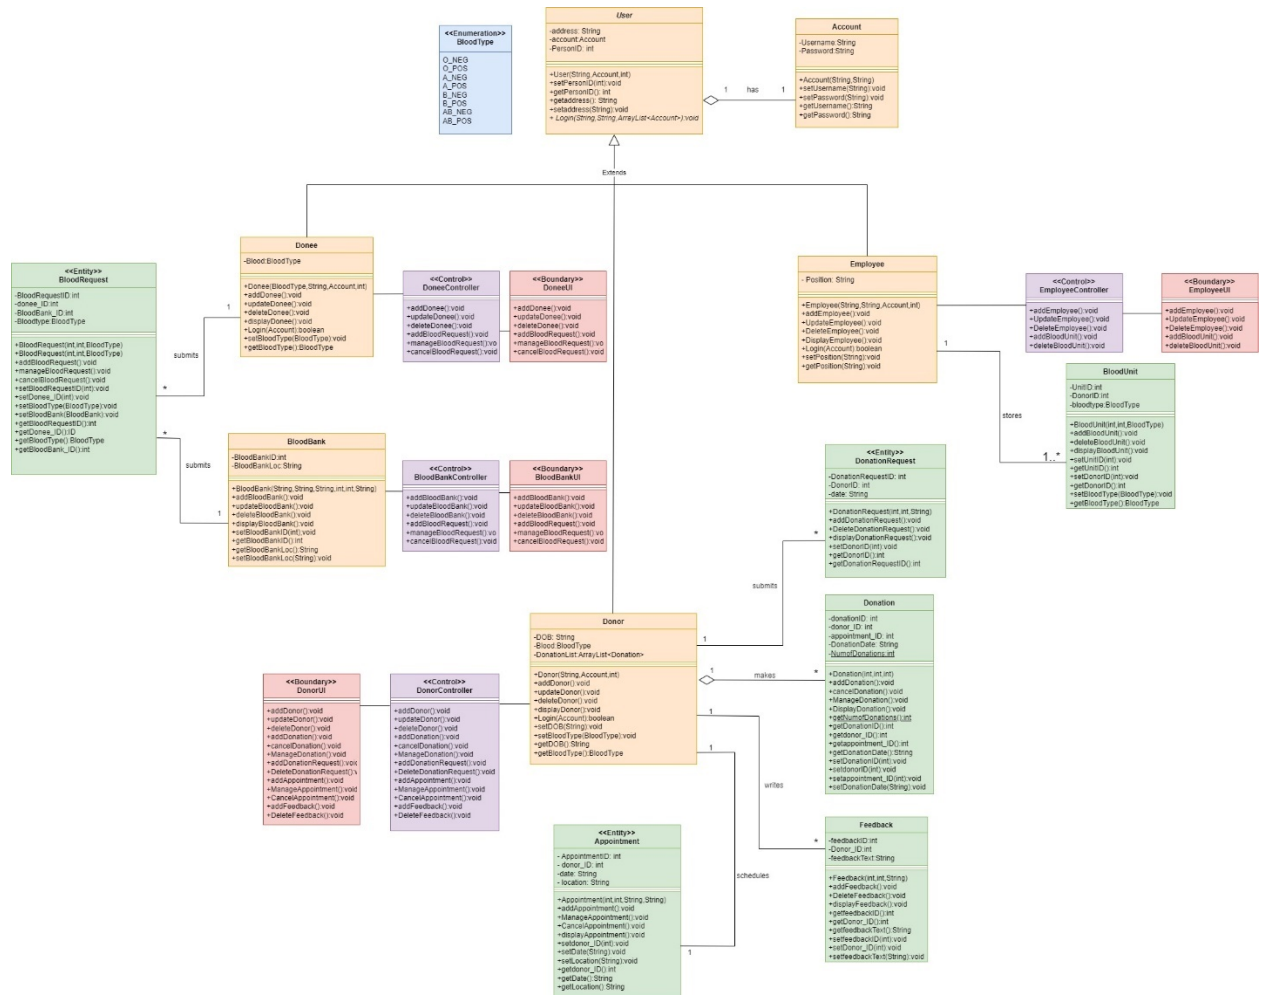 <<Enumeration>>
BloodType
O_NEG
O_POS
A_NEG
A_POS
B_NEG
B_POS
AB_NEG
AB_POS
User
-address: String
-account:Account
-PersonID: int
+User(String,Account,int)
+setPersonID(int):void
+getPersonID(): int
+getaddress(): String
+setaddress(String):void
+ Login(String,String,ArrayList<Account>):void
1
has
1
Account
-Username:String
-Password:String
+Account(String,String)
+setUsername(String):void
+setPassword(String):void
+getUsername():String
+getPassword():String
Extends
<<Entity>>
BloodRequest
-BloodRequestID:int
-donee_ID:int
-BloodBank_ID:int
-Bloodtype:BloodType
+BloodRequest(int,int,BloodType)
+BloodRequest(int,int,BloodType)
+addBloodRequest():void
+manageBloodRequest():void
+cancelBloodRequest():void
+setBloodRequestID(int):void
+setDonee_ID(int):void
+setBloodType(BloodType):void
+setBloodBank(BloodBank):void
+getBloodRequestID():int
+getDonee_ID():ID
+getBloodType():BloodType
+getBloodBank_ID():int
1
submits
*
*
submits
1
Donee
-Blood:BloodType
+Donee(BloodType,String,Account,int)
+addDonee():void
+updateDonee():void
+deleteDonee():void
+displayDonee():void
+Login(Account):boolean
+setBloodType(BloodType):void
+getBloodType():BloodType
<<Control>>
DoneeController
+addDonee():void
+updateDonee():void
+deleteDonee():void
+addBloodRequest():void
+manageBloodRequest():vo
+cancelBloodRequest():void
<<Boundary>>
DoneeUI
+addDonee():void
+updateDonee():void
+deleteDonee():void
+addBloodRequest():void
+manageBloodRequest():vo
+cancelBloodRequest():void
Employee
- Position: String
+Employee(String,String,Account,int)
+addEmployee():void
+UpdateEmployee():void
+DeleteEmployee():void
+DisplayEmployee():void
+Login(Account):boolean
+setPosition(String):void
+getPosition(String):void
<<Control>>
EmployeeController
+addEmployee():void
+UpdateEmployee():void
+DeleteEmployee():void
+addBloodUnit():void
+deleteBloodUnit():void
<<Boundary>>
EmployeeUI
+addEmployee():void
+UpdateEmployee():void
+DeleteEmployee():void
+addBloodUnit():void
+deleteBloodUnit():void
1
stores
1..*
BloodUnit
-UnitID:int
-DonorID:int
-bloodtype:BloodType
+BloodUnit(int,int,BloodType)
+addBloodUnit():void
+deleteBloodUnit():void
+displayBloodUnit():void
+setUnitID(int):void
+getUnitID():int
+setDonorID(int):void
+getDonorID():int
+setBloodType(BloodType):void
+getBloodType():BloodType
BloodBank
-BloodBankID:int
-BloodBankLoc:String
+BloodBank(String,String,String,int,int,String)
+addBloodBank():void
+updateBloodBank():void
+deleteBloodBank():void
+displayBloodBank():void
+setBloodBankID(int):void
+getBloodBankID():int
+getBloodBankLoc():String
+setBloodBankLoc(String):void
<<Control>>
BloodBankController
+addBloodBank():void
+updateBloodBank():void
+deleteBloodBank():void
+addBloodRequest():void
+manageBloodRequest():vo
+cancelBloodRequest():void
<<Boundary>>
BloodBankUI
+addBloodBank():void
+updateBloodBank():void
+deleteBloodBank():void
+addBloodRequest():void
+manageBloodRequest():vo
+cancelBloodRequest():void
<<Entity>>
DonationRequest
-DonationRequestID: int
-DonorID: int
-date: String
+DonationRequest(int,int,String)
+addDonationRequest():void
+DeleteDonationRequest():void
+displayDonationRequest():void
+setDonorID(int):void
+getDonorID():int
+getDonationRequestID():int
1
submits
*
Donor
-DOB: String
-Blood:BloodType
-DonationList:ArrayList<Donation>
+Donor(String,Account,int)
+addDonor():void
+updateDonor():void
+deleteDonor():void
+displayDonor():void
+Login(Account):boolean
+setDOB(String):void
+setBloodType(BloodType):void
+getDOB() String
+getBloodType():BloodType
<<Boundary>>
DonorUI
+addDonor():void
+updateDonor():void
+deleteDonor():void
+addDonation():void
+cancelDonation():void
+ManageDonation():void
+addDonationRequest():voic
+DeleteDonationRequest():v
+addAppointment():void
+ManageAppointment():void
+CancelAppointment():void
+addFeedback():void
+DeleteFeedback():void
<<Control>>
DonorController
+addDonor():void
+updateDonor():void
+deleteDonor():void
+addDonation():void
+cancelDonation():void
+ManageDonation():void
+addDonationRequest():voic
+DeleteDonationRequest():v
+addAppointment():void
+ManageAppointment():void
+CancelAppointment():void
+addFeedback():void
+DeleteFeedback():void
1
makes
*
Donation
-donationID: int
-donor_ID: int
-appointment_ID: int
-DonationDate: String
-NumofDonations:int
+Donation(int,int,int)
+addDonation():void
+cancelDonation():void
+ManageDonation():void
+DisplayDonation():void
+getNumofDonations():int
+getDonationID():int
+getdonor_ID():int
+getappointment_ID():int
+getDonationDate():String
+setDonationID(int):void
+setdonorID(int):void
+setappointment_ID(int):void
+setDonationDate(String):void
1
writes
*
Feedback
-feedbackID:int
-Donor_ID:int
-feedbackText:String
+Feedback(int,int,String)
+addFeedback():void
+DeleteFeedback():void
+displayFeedback():void
+getfeedbackID():int
+getDonor_ID():int
+getfeedbackText():String
+setfeedbackID(int):void
+setDonor_ID(int):void
+setfeedbackText(String):void
1
schedules
1
<<Entity>>
Appointment
- AppointmentID: int
- donor_ID: int
-date: String
- location: String
+Appointment(int,int,String,String)
+addAppointment():void
+ManageAppointment():void
+CancelAppointment():void
+displayAppointment():void
+setdonor_ID(int):void
+setDate(String):void
+setLocation(String):void
+getdonor_ID():int
+getDate():String
+getLocation():String